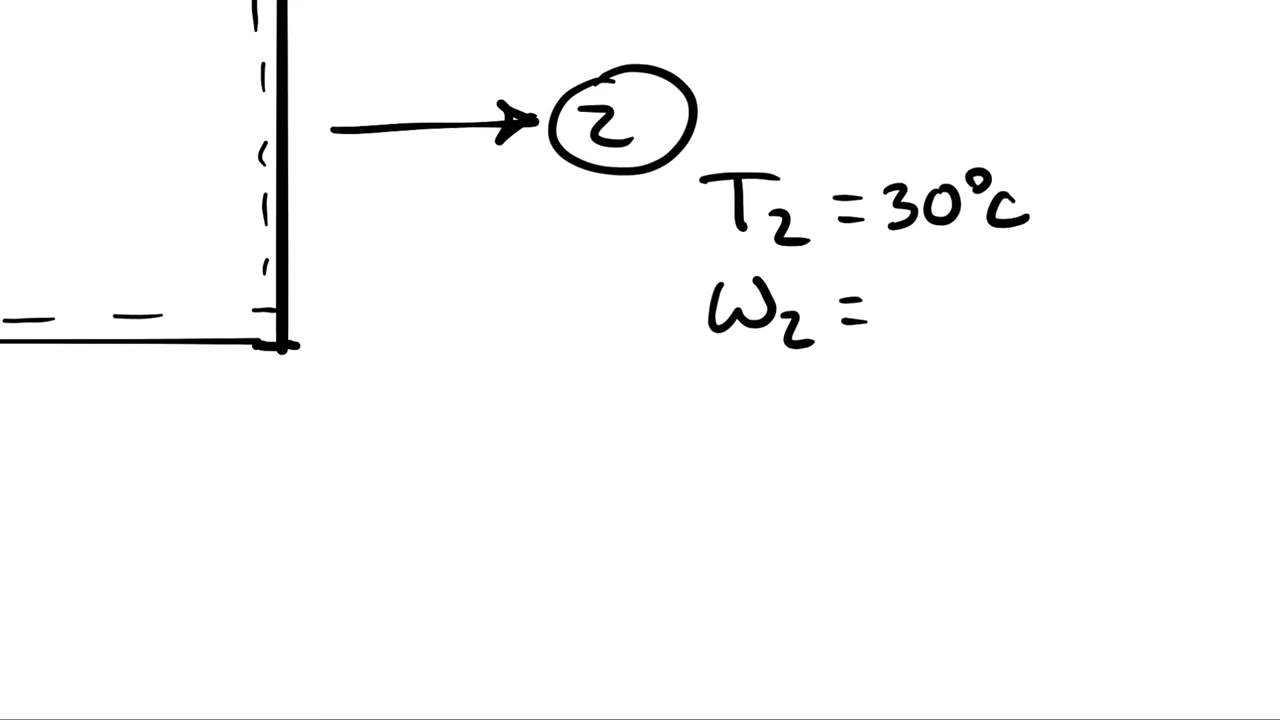 2
T₂ = 30°C
ω₂ =